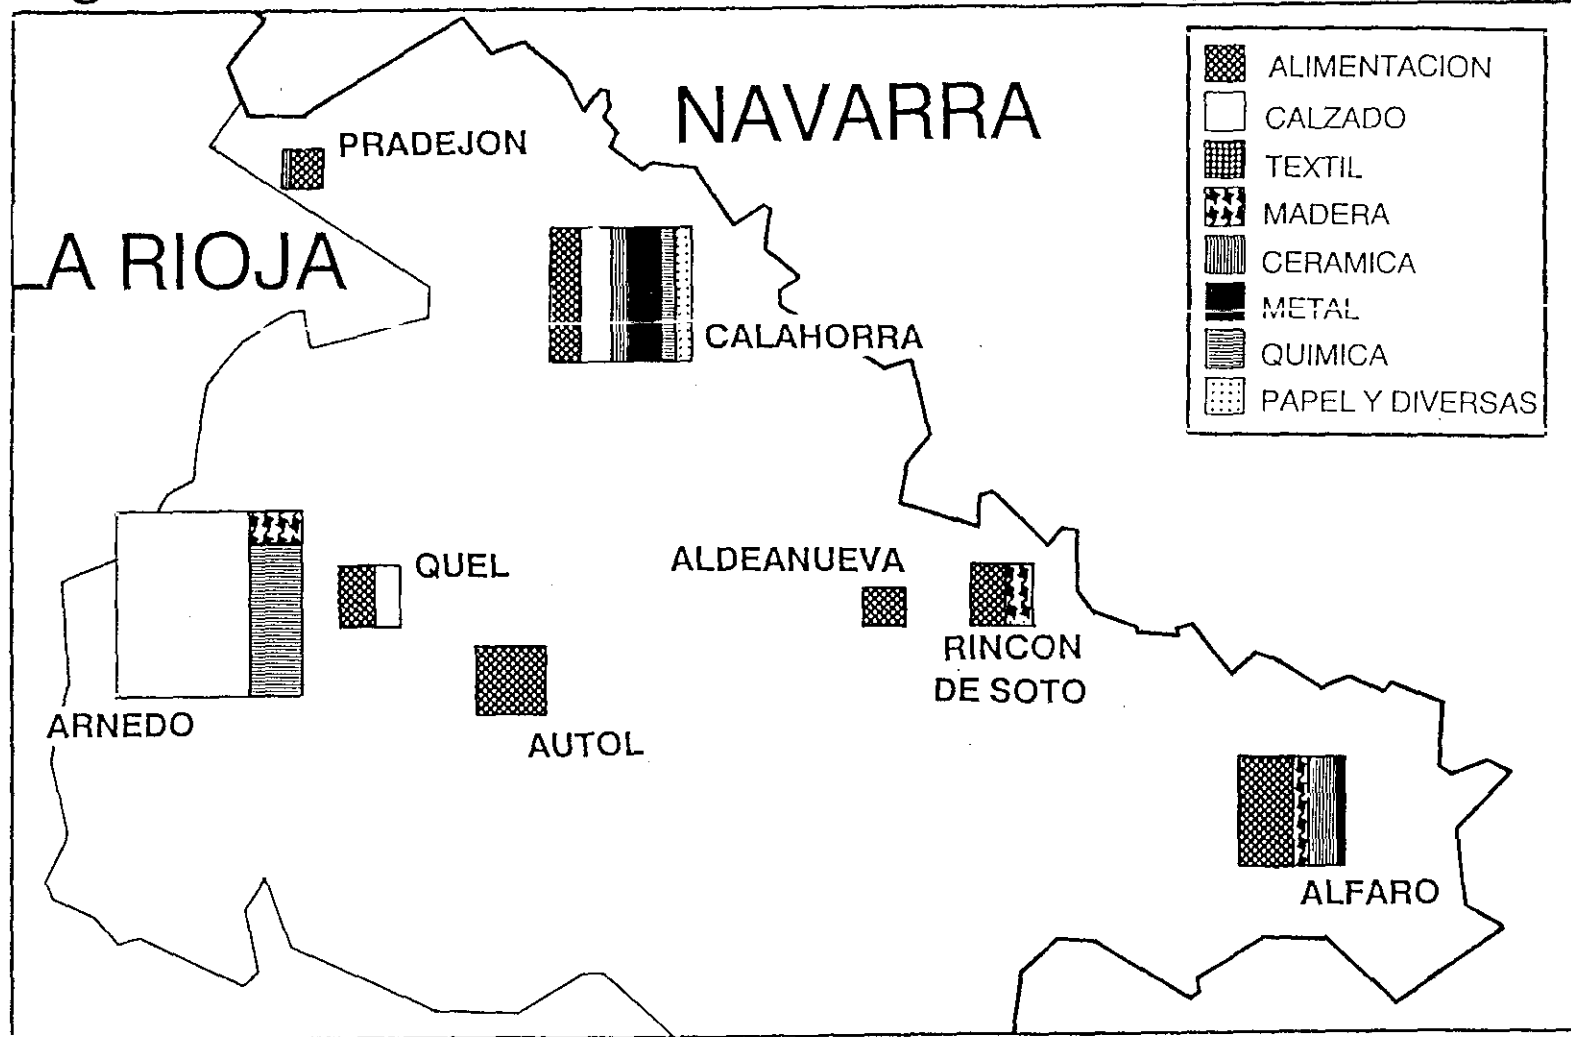 NAVARRA
A RIOJA
PRADEJON
CALAHORRA
ARNEDO
QUEL
AUTOL
ALDEANUEVA
RINCON
DE SOTO
ALFARO
ALIMENTACION
CALZADO
TEXTIL
MADERA
CERAMICA
METAL
QUIMICA
PAPEL Y DIVERSAS